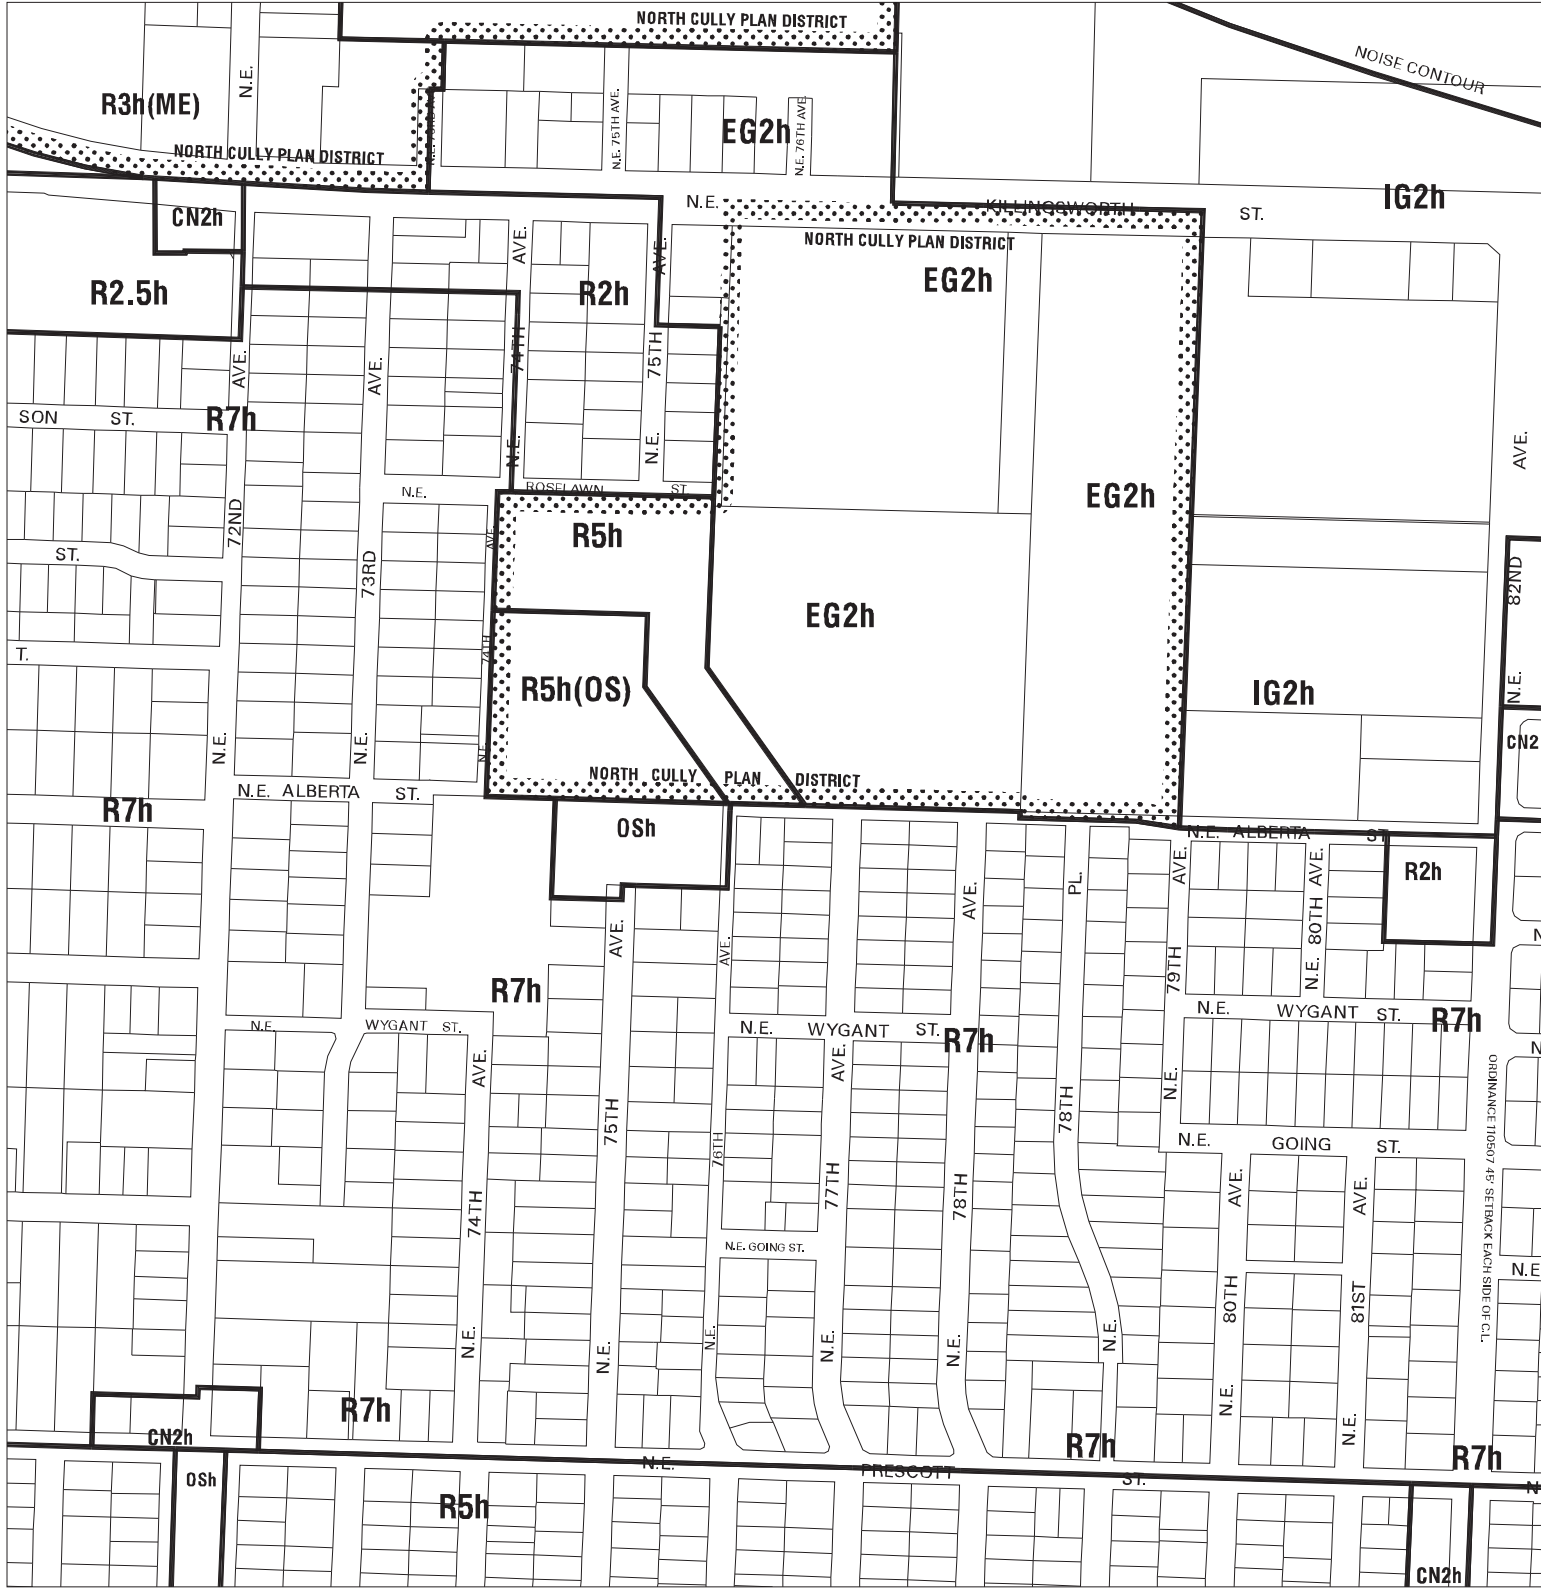 NORTH CULLY PLAN DISTRICT
NOISE CONTOUR
N.E.
R3h(ME)
N.E. 75TH AVE.
EG2h
N.E. 76TH AVE.
NORTH CULLY PLAN DISTRICT
IG2h
N.E. KILLINGSWORTH ST.
CN2h
NORTH CULLY PLAN DISTRICT
AVE.
AVE.
EG2h
R2.5h
R2h
74TH
75TH
AVE.
AVE.
SON ST.
R7h
N.E.
N.E.
AVE.
N.E. ROSELAWN ST.
EG2h
72ND
R5h
AVE.
ST.
73RD
82ND
EG2h
74TH
T.
R5h(OS)
IG2h
N.E.
N.E.
N.E.
N.E.
CN2
NORTH CULLY PLAN DISTRICT
N.E. ALBERTA ST.
R7h
OSh
N.E. ALBERTA ST.
R2h
AVE.
80TH AVE.
PL.
AVE.
AVE.
AVE.
N
79TH
N.E.
R7h
N.E. WYGANT ST.
N.E. WYGANT ST.
N.E. WYGANT ST.
R7h
R7h
N
AVE.
AVE.
N.E.
ORDINANCE 110507 45' SETBACK EACH SIDE OF C.L.
78TH
75TH
76TH
N.E. GOING ST.
77TH
78TH
AVE.
AVE.
74TH
N.E. GOING ST.
N.E.
80TH
81ST
N.E.
N.E.
N.E.
N.E.
N.E.
N.E.
N.E.
N.E.
R7h
CN2h
R7h
R7h
N.E. PRESCOTT ST.
N
OSh
R5h
CN2h